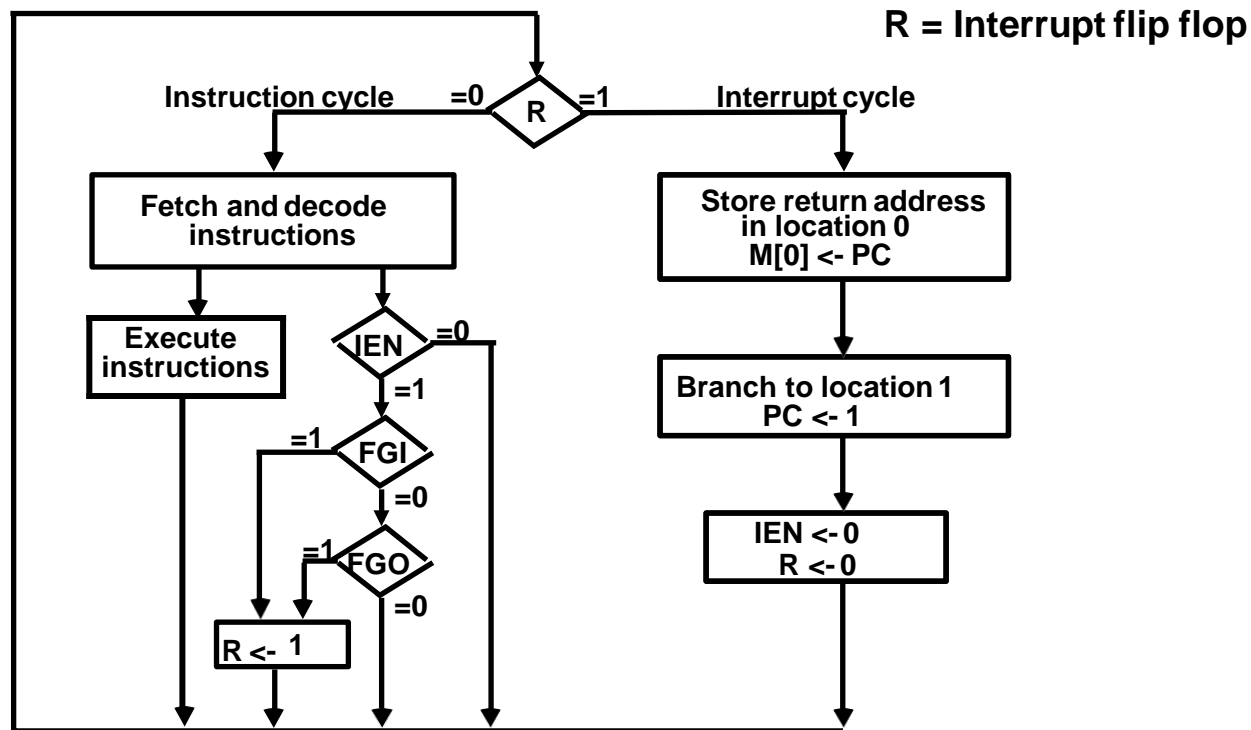 R = Interrupt flip flop
Instruction cycle
=0
R
=1
Interrupt cycle
Fetch and decode
instructions
Store return address
in location 0
M[0] <- PC
Execute
instructions
IEN
=0
=1
Branch to location 1
PC <- 1
=1
FGI
=0
IEN <- 0
R <- 0
=1
FGO
=0
R <- 1